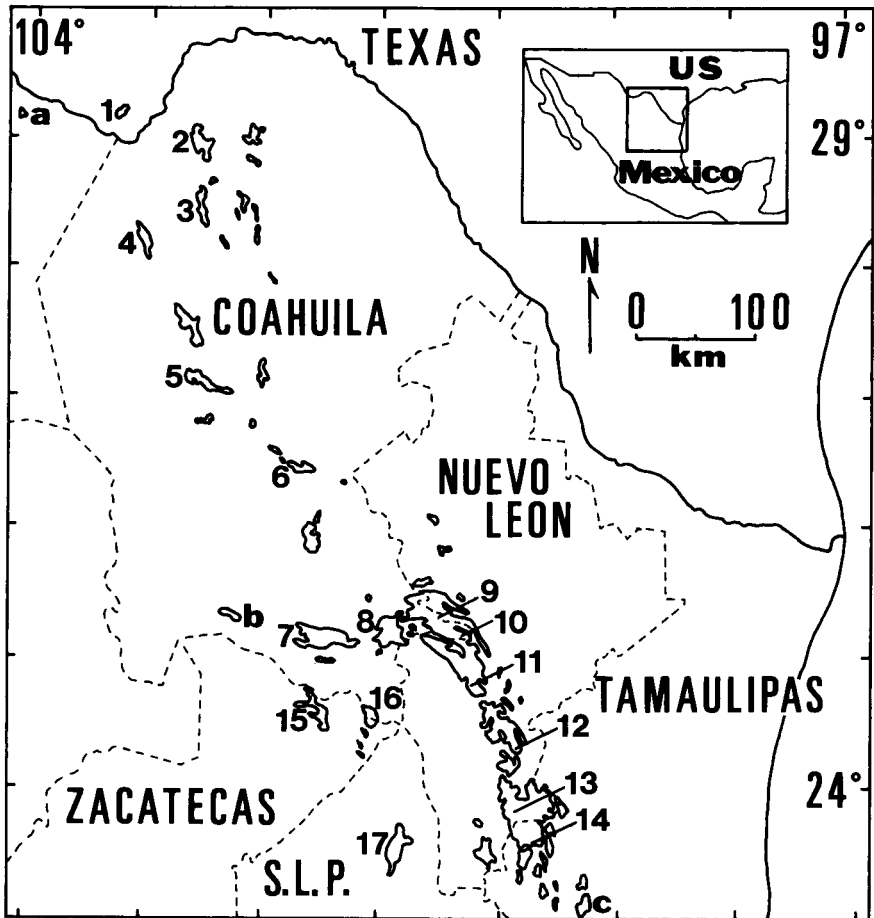 104°
TEXAS
97°
US
Mexico
a
1
2
29°
3
4
N
0 100
km
COAHUILA
5
6
NUEVO
LEON
9
b
7
8
10
11
TAMAULIPAS
15
16
12
ZACATECAS
13
24°
14
17
S.L.P.
c